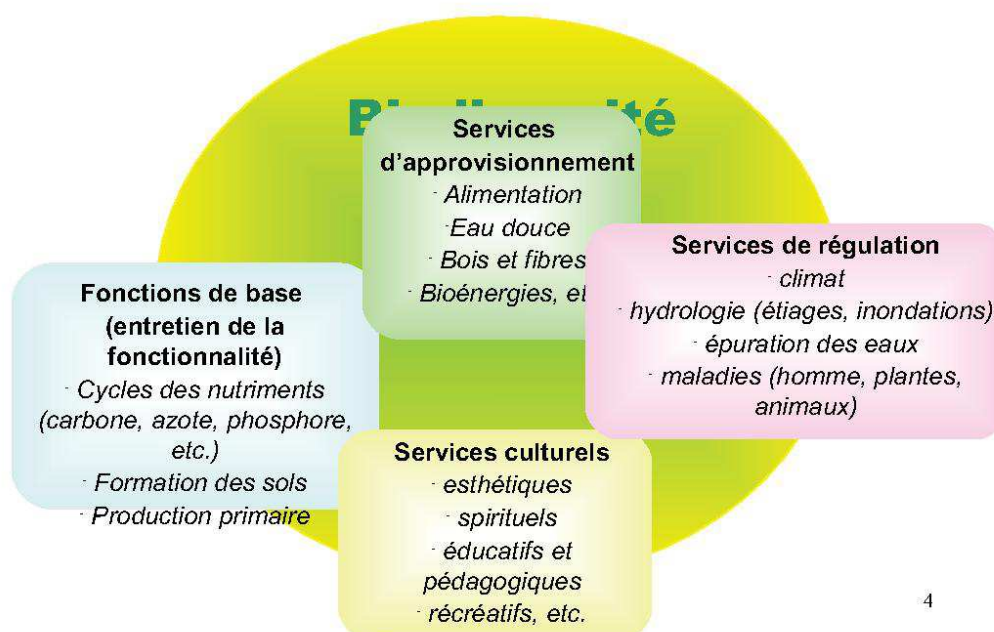 Services
d'approvisionnement
- Alimentation
- Eau douce
- Bois et fibres
- Bioénergies,
Services de régulation
- climat
- hydrologie (étiages, inondations)
- épuration des eaux
- maladies (homme, plantes,
animaux)
Fonctions de base
(entretien de la
fonctionnalité)
- Cycles des nutriments
(carbone, azote, phosphore,
etc.)
- Formation des sols
- Production primaire
Services culturels
- esthétiques
- spirituels
- éducatifs et
pédagogiques
- récréatifs, etc.
4